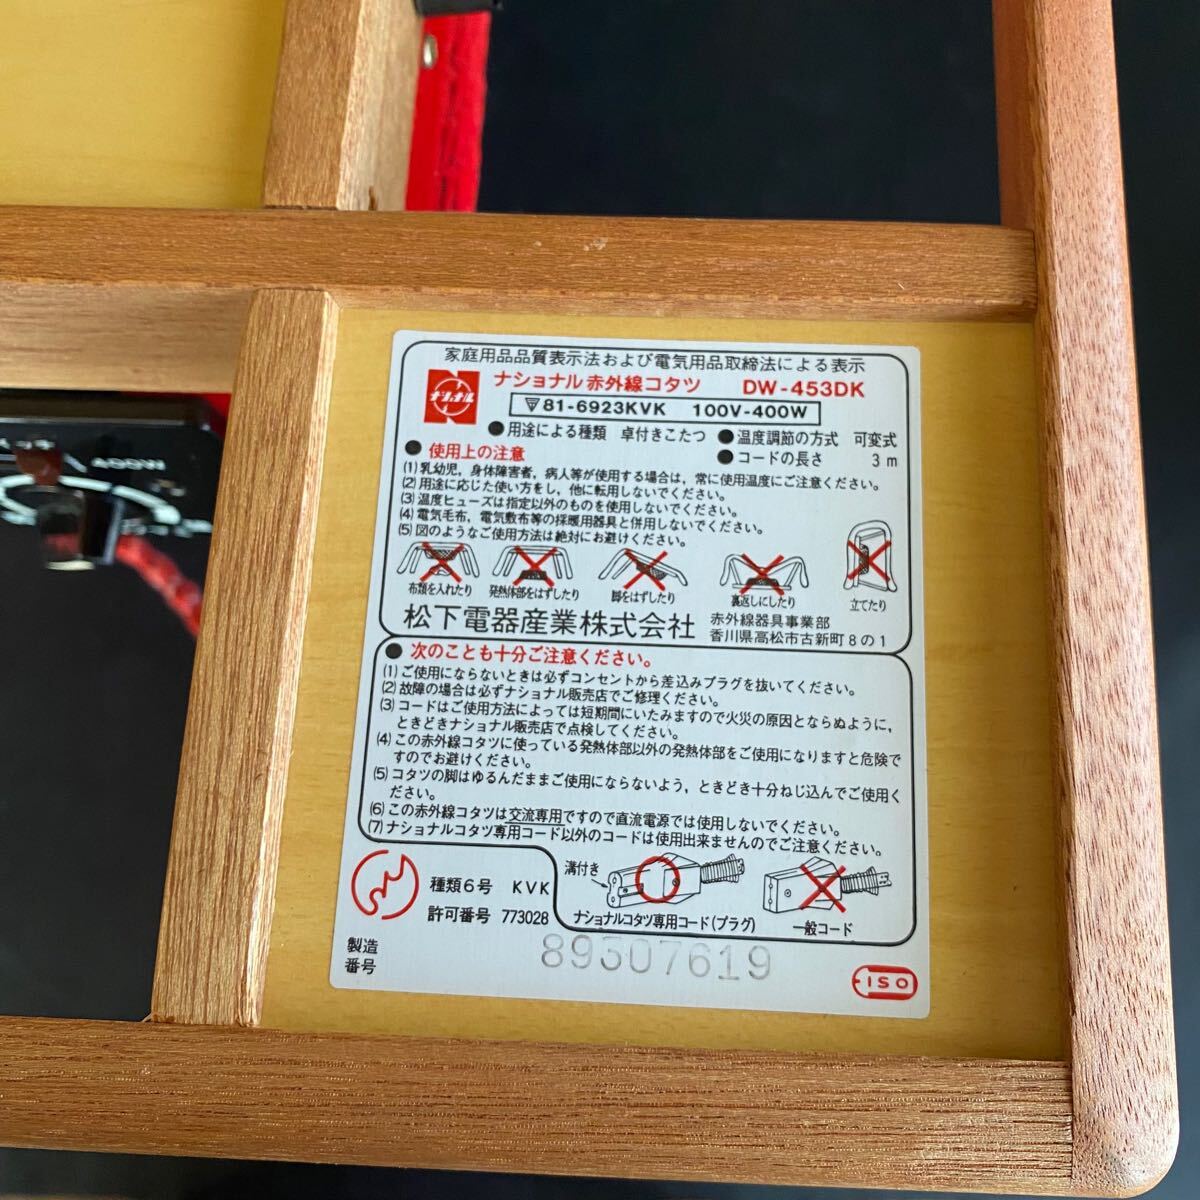 家庭用品品質表示法および電気用品取締法による表示
ナショナル
ナショナル赤外線コタツ DW-453DK
▽81-6923KVK 100V-400W
●用途による種類 卓付きこたつ ●温度調節の方式 可変式
●コードの長さ 3m
●使用上の注意
(1)乳幼児，身体障害者，病人等が使用する場合は，常に使用温度にご注意ください。
(2)用途に応じた使い方をし，他に転用しないでください。
(3)温度ヒューズは指定以外のものを使用しないでください。
(4)電気毛布，電気敷布等の採暖用器具と併用しないでください。
(5)図のようなご使用方法は絶対にお避けください。
布類を入れたり 発熱体部をはずしたり 脚をはずしたり 裏返しにしたり 立てたり
松下電器産業株式会社
赤外線器具事業部
香川県高松市古新町8の1
●次のことも十分ご注意ください。
(1)ご使用にならないときは必ずコンセントから差込みプラグを抜いてください。
(2)故障の場合は必ずナショナル販売店でご修理ください。
(3)コードはご使用方法によっては短期間にいたみますので火災の原因とならぬように，
ときどきナショナル販売店で点検してください。
(4)この赤外線コタツに使っている発熱体部以外の発熱体部をご使用になりますと危険で
すのでお避けください。
(5)コタツの脚はゆるんだままご使用にならないよう，ときどき十分ねじ込んでご使用く
ださい。
(6)この赤外線コタツは交流専用ですので直流電源では使用しないでください。
(7)ナショナルコタツ専用コード以外のコードは使用出来ませんのでご注意ください。
溝付き
ナショナルコタツ専用コード(プラグ) 一般コード
種類6号 KVK
許可番号 773028
製造
番号
89307619
ISO
400W